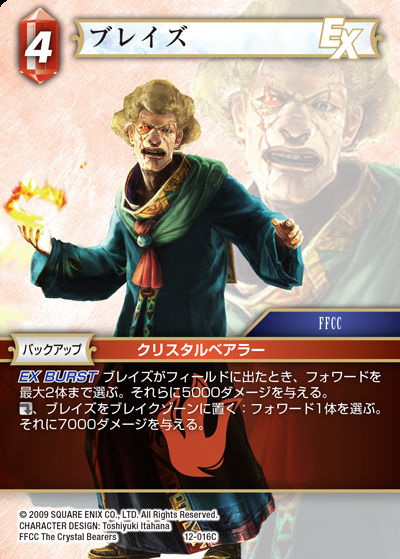 4
ブレイズ
EX
FFCC
バックアップ
クリスタルベアラー
EX BURST ブレイズがフィールドに出たとき、フォワードを
最大2体まで選ぶ。それらに5000ダメージを与える。
、ブレイズをブレイクゾーンに置く：フォワード1体を選ぶ。
それに7000ダメージを与える。
© 2009 SQUARE ENIX CO., LTD. All Rights Reserved.
CHARACTER DESIGN: Toshiyuki Itahana
FFCC The Crystal Bearers
12-016C